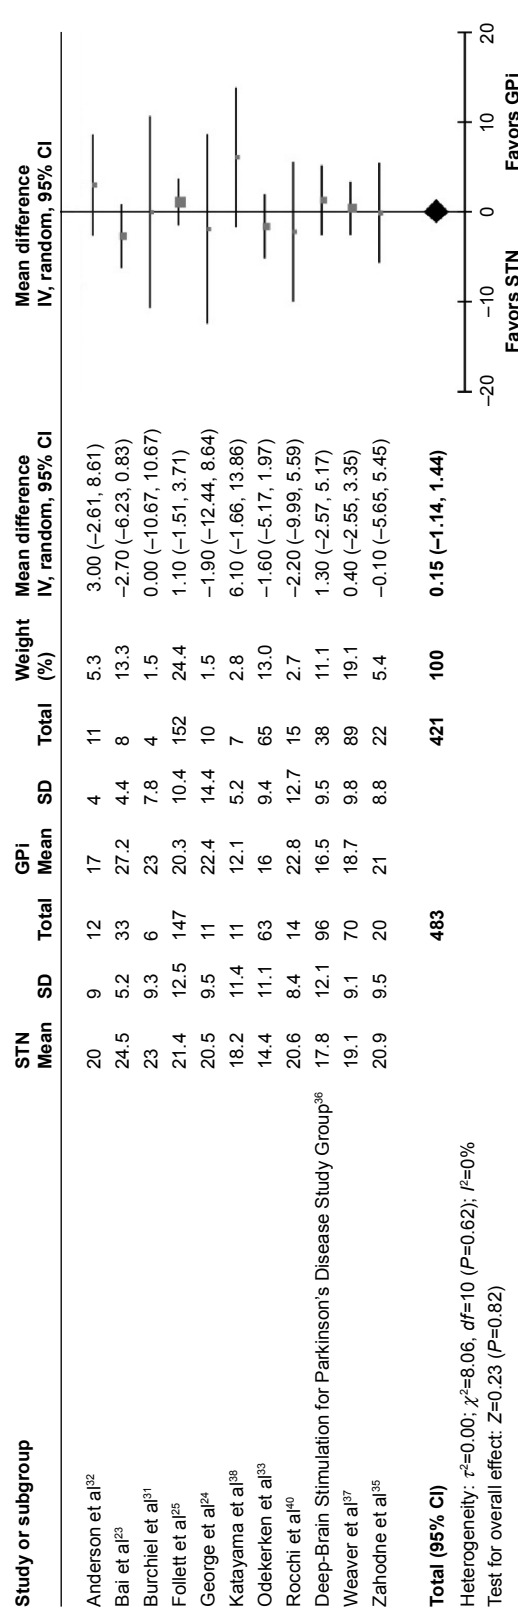 STN GPi Weight Mean difference Mean difference
Study or subgroup Mean SD Total Mean SD Total (%) IV, random, 95% CI IV, random, 95% CI
Anderson et al32 20 9 12 17 4 11 5.3 3.00 (−2.61, 8.61)
Bai et al23 24.5 5.2 33 27.2 4.4 8 13.3 −2.70 (−6.23, 0.83)
Burchiel et al31 23 9.3 6 23 7.8 4 1.5 0.00 (−10.67, 10.67)
Follett et al25 21.4 12.5 147 20.3 10.4 152 24.4 1.10 (−1.51, 3.71)
George et al24 20.5 9.5 11 22.4 14.4 10 1.5 −1.90 (−12.44, 8.64)
Katayama et al38 18.2 11.4 11 12.1 5.2 7 2.8 6.10 (−1.66, 13.86)
Odekerken et al33 14.4 11.1 63 16 9.4 65 13.0 −1.60 (−5.17, 1.97)
Rocchi et al40 20.6 8.4 14 22.8 12.7 15 2.7 −2.20 (−9.99, 5.59)
Deep-Brain Stimulation for Parkinson's Disease Study Group36 17.8 12.1 96 16.5 9.5 38 11.1 1.30 (−2.57, 5.17)
Weaver et al37 19.1 9.1 70 18.7 9.8 89 19.1 0.40 (−2.55, 3.35)
Zahodne et al35 20.9 9.5 20 21 8.8 22 5.4 −0.10 (−5.65, 5.45)
Total (95% CI) 483 421 100 0.15 (−1.14, 1.44)
Heterogeneity: τ2=0.00; χ2=8.06, df=10 (P=0.62); I2=0%
Test for overall effect: Z=0.23 (P=0.82)
−20 −10 0 10 20
Favors STN Favors GPi